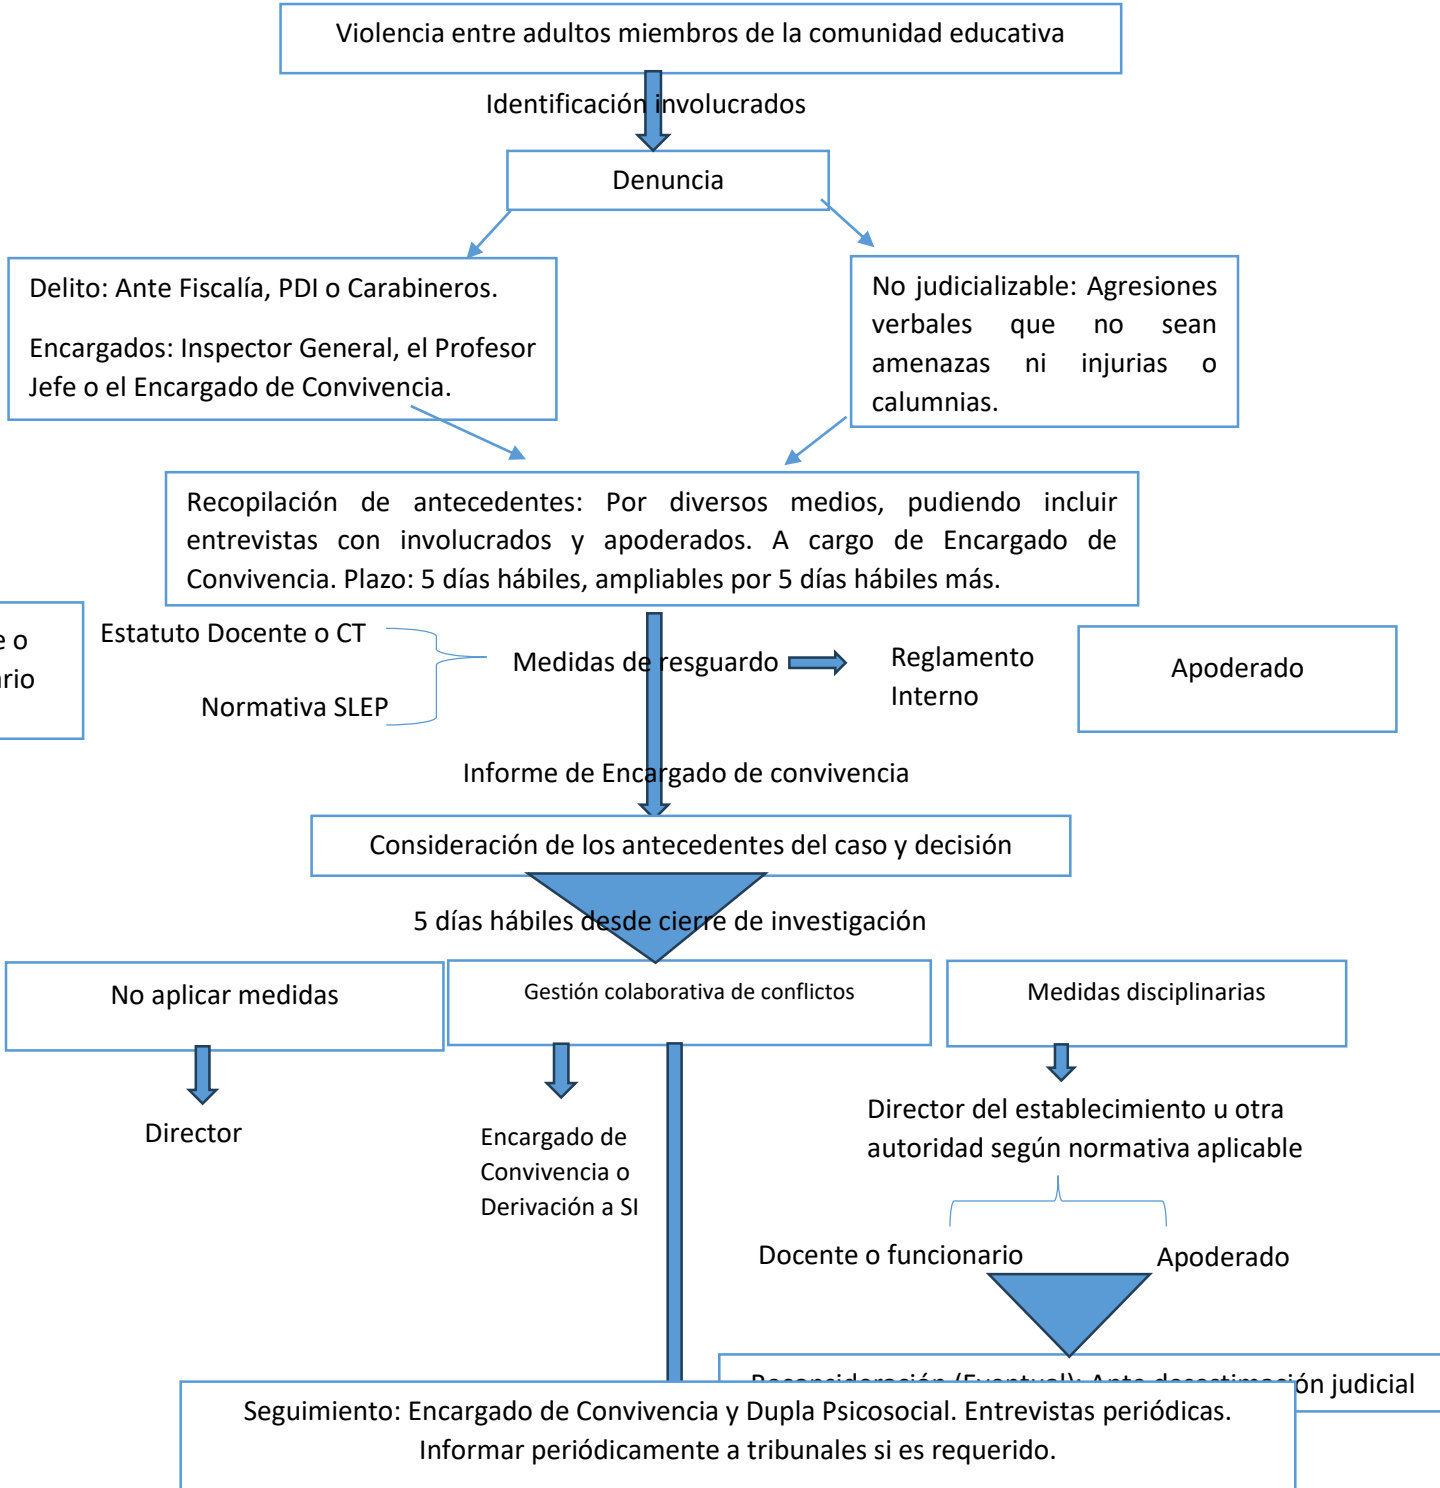 Violencia entre adultos miembros de la comunidad educativa
Identificación involucrados
Denuncia
Delito: Ante Fiscalía, PDI o Carabineros.
Encargados: Inspector General, el Profesor
Jefe o el Encargado de Convivencia.
No judicializable: Agresiones
verbales que no sean
amenazas ni injurias o
calumnias.
Recopilación de antecedentes: Por diversos medios, pudiendo incluir
entrevistas con involucrados y apoderados. A cargo de Encargado de
Convivencia. Plazo: 5 días hábiles, ampliables por 5 días hábiles más.
o
Estatuto Docente o CT
Normativa SLEP
Medidas de resguardo
Reglamento
Interno
Apoderado
Informe de Encargado de convivencia
Consideración de los antecedentes del caso y decisión
5 días hábiles desde cierre de investigación
No aplicar medidas
Gestión colaborativa de conflictos
Medidas disciplinarias
Director
Encargado de
Convivencia o
Derivación a SI
Director del establecimiento u otra
autoridad según normativa aplicable
Docente o funcionario
Apoderado
Reconsideración (Eventual): Ante desestimación judicial
Seguimiento: Encargado de Convivencia y Dupla Psicosocial. Entrevistas periódicas.
Informar periódicamente a tribunales si es requerido.